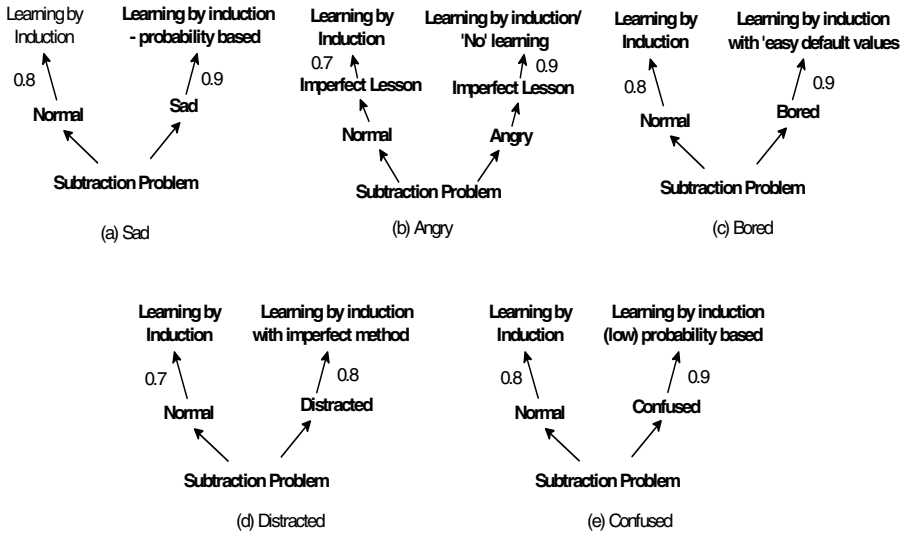 Learning by
Induction
0.8
Normal
Learning by induction
- probability based
0.9
Sad
Subtraction Problem
(a) Sad
Learning by
Induction
0.7
Imperfect Lesson
Normal
Learning by induction/
'No' learning
0.9
Imperfect Lesson
Angry
Subtraction Problem
(b) Angry
Learning by
Induction
0.8
Normal
Learning by induction
with 'easy default values
0.9
Bored
Subtraction Problem
(c) Bored
Learning by
Induction
0.7
Normal
Learning by induction
with imperfect method
0.8
Distracted
Subtraction Problem
(d) Distracted
Learning by
Induction
0.8
Normal
Learning by induction
(low) probability based
0.9
Confused
Subtraction Problem
(e) Confused